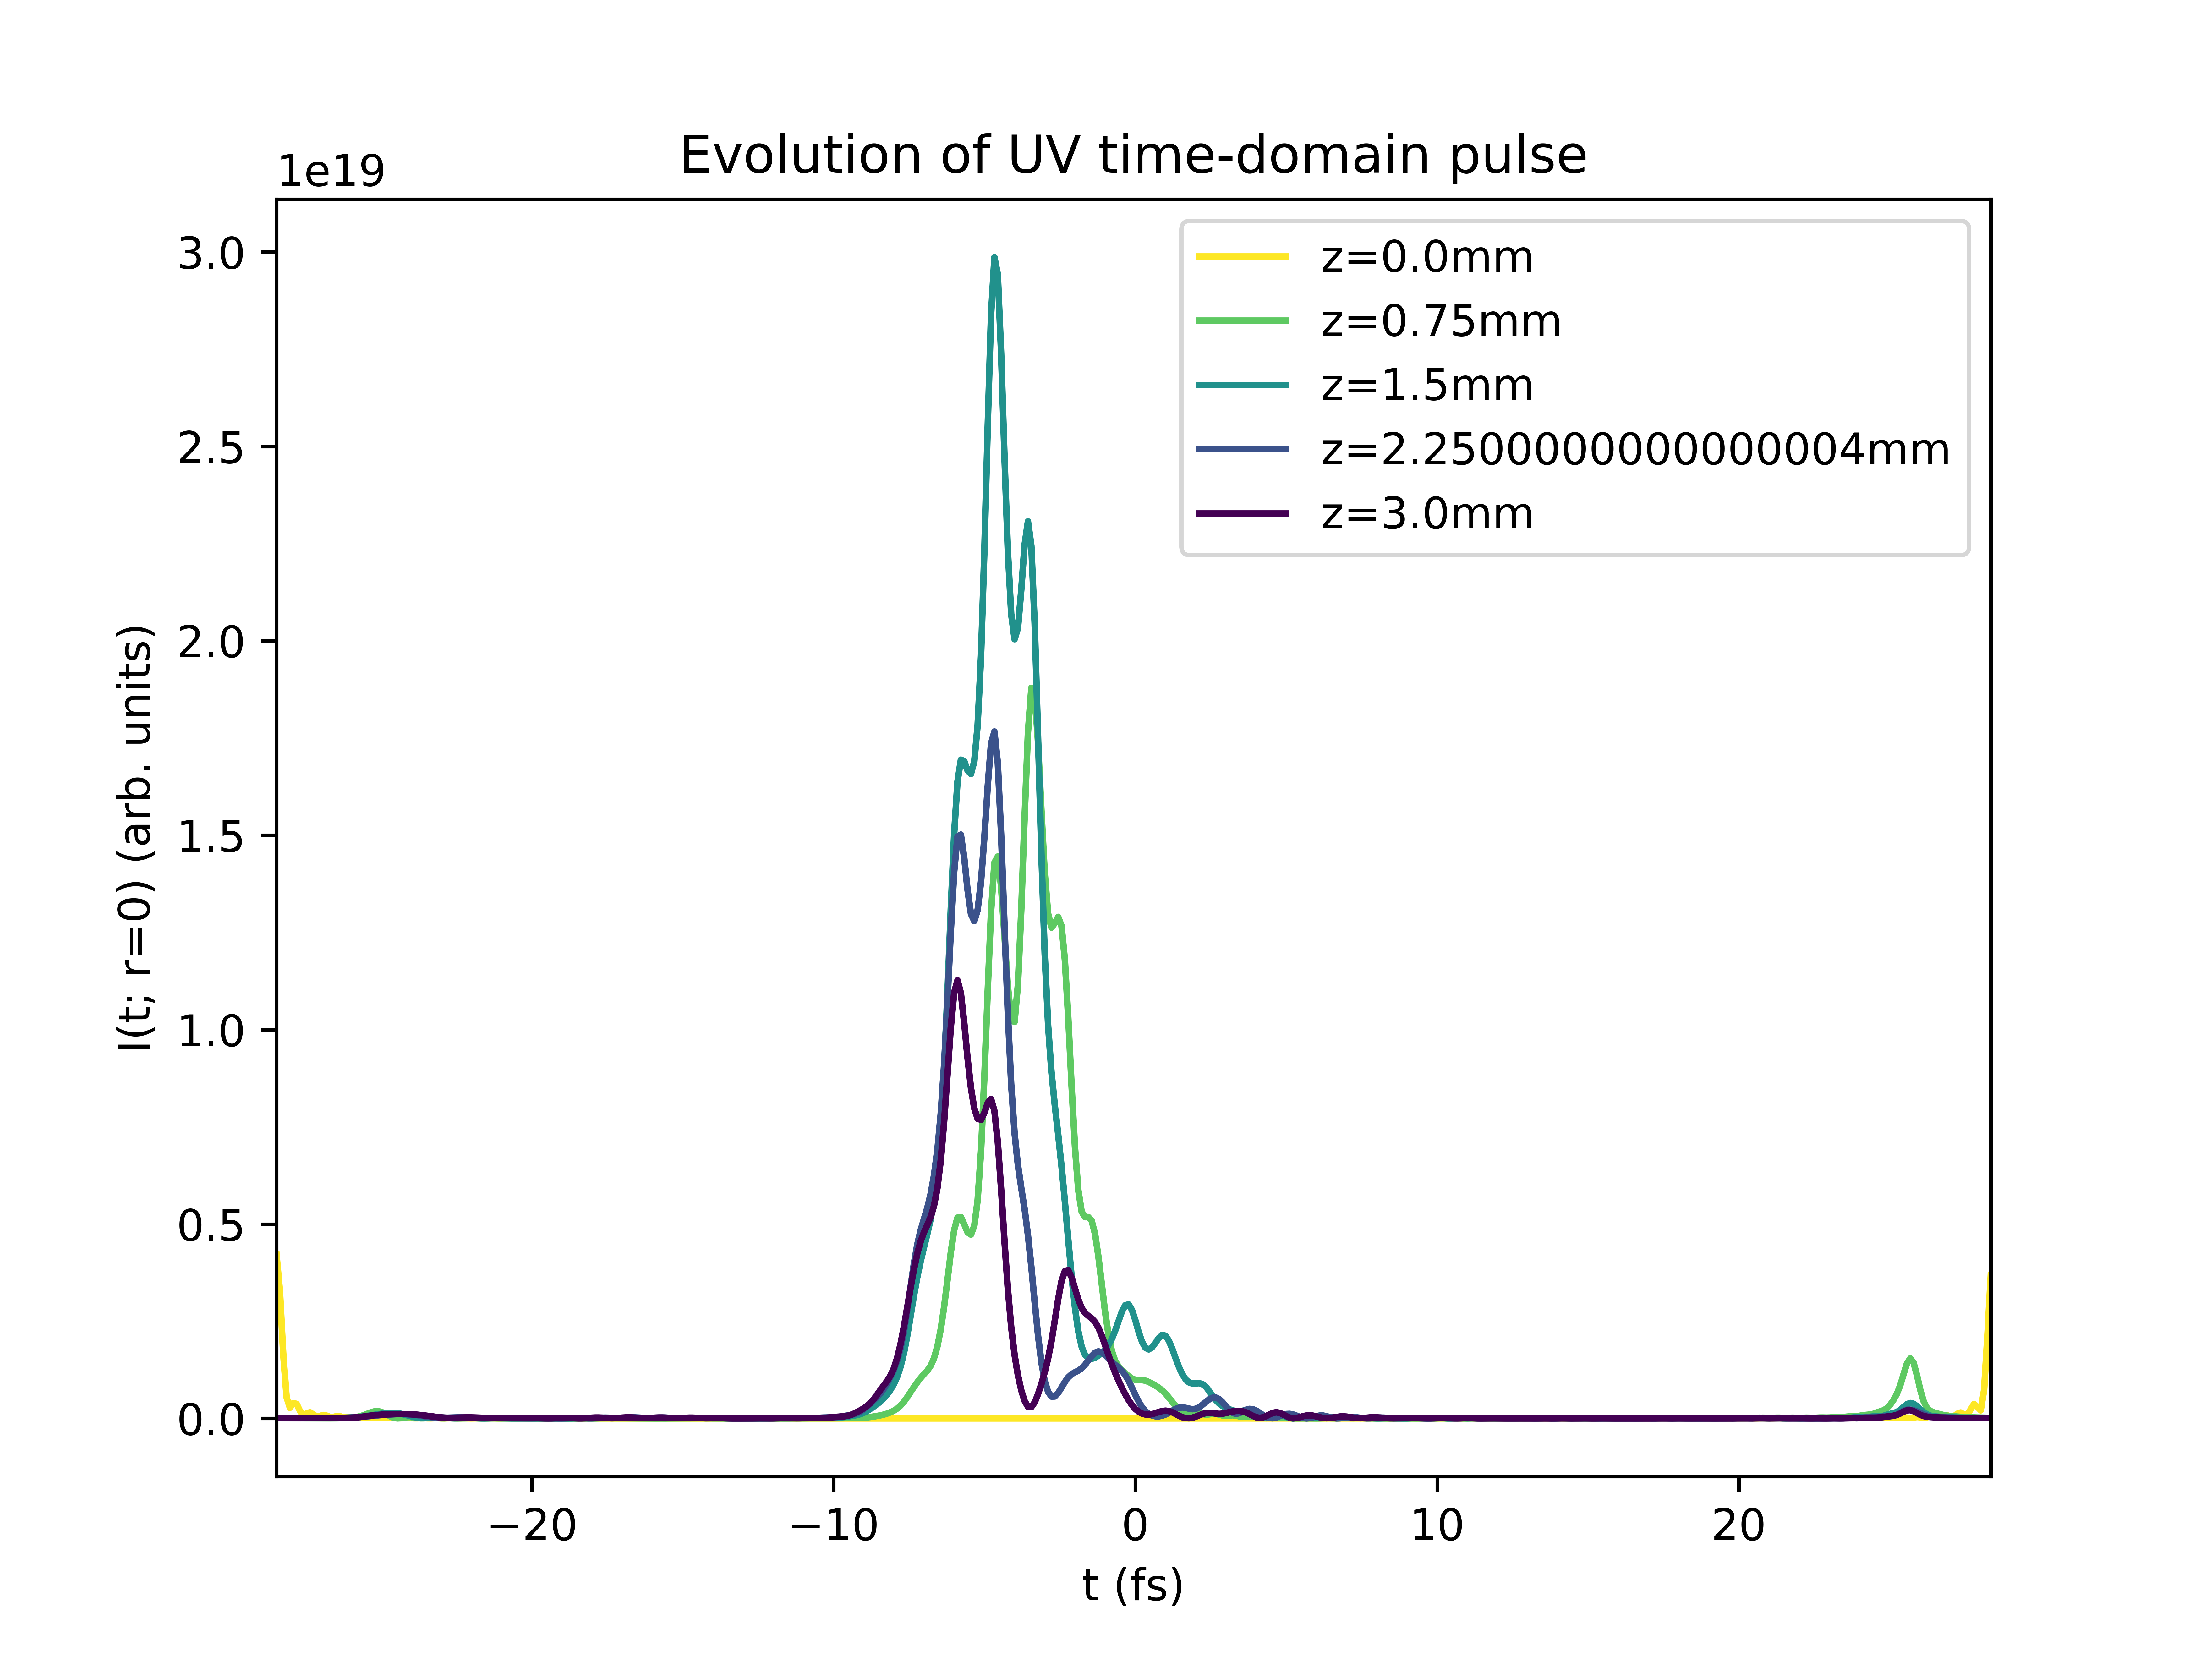 Evolution of UV time-domain pulse
1e19
3.0
2.5
2.0
1.5
1.0
0.5
0.0
I(t; r=0) (arb. units)
z=0.0mm
z=0.75mm
z=1.5mm
z=2.2500000000000004mm
z=3.0mm
−20
−10
0
10
20
t (fs)